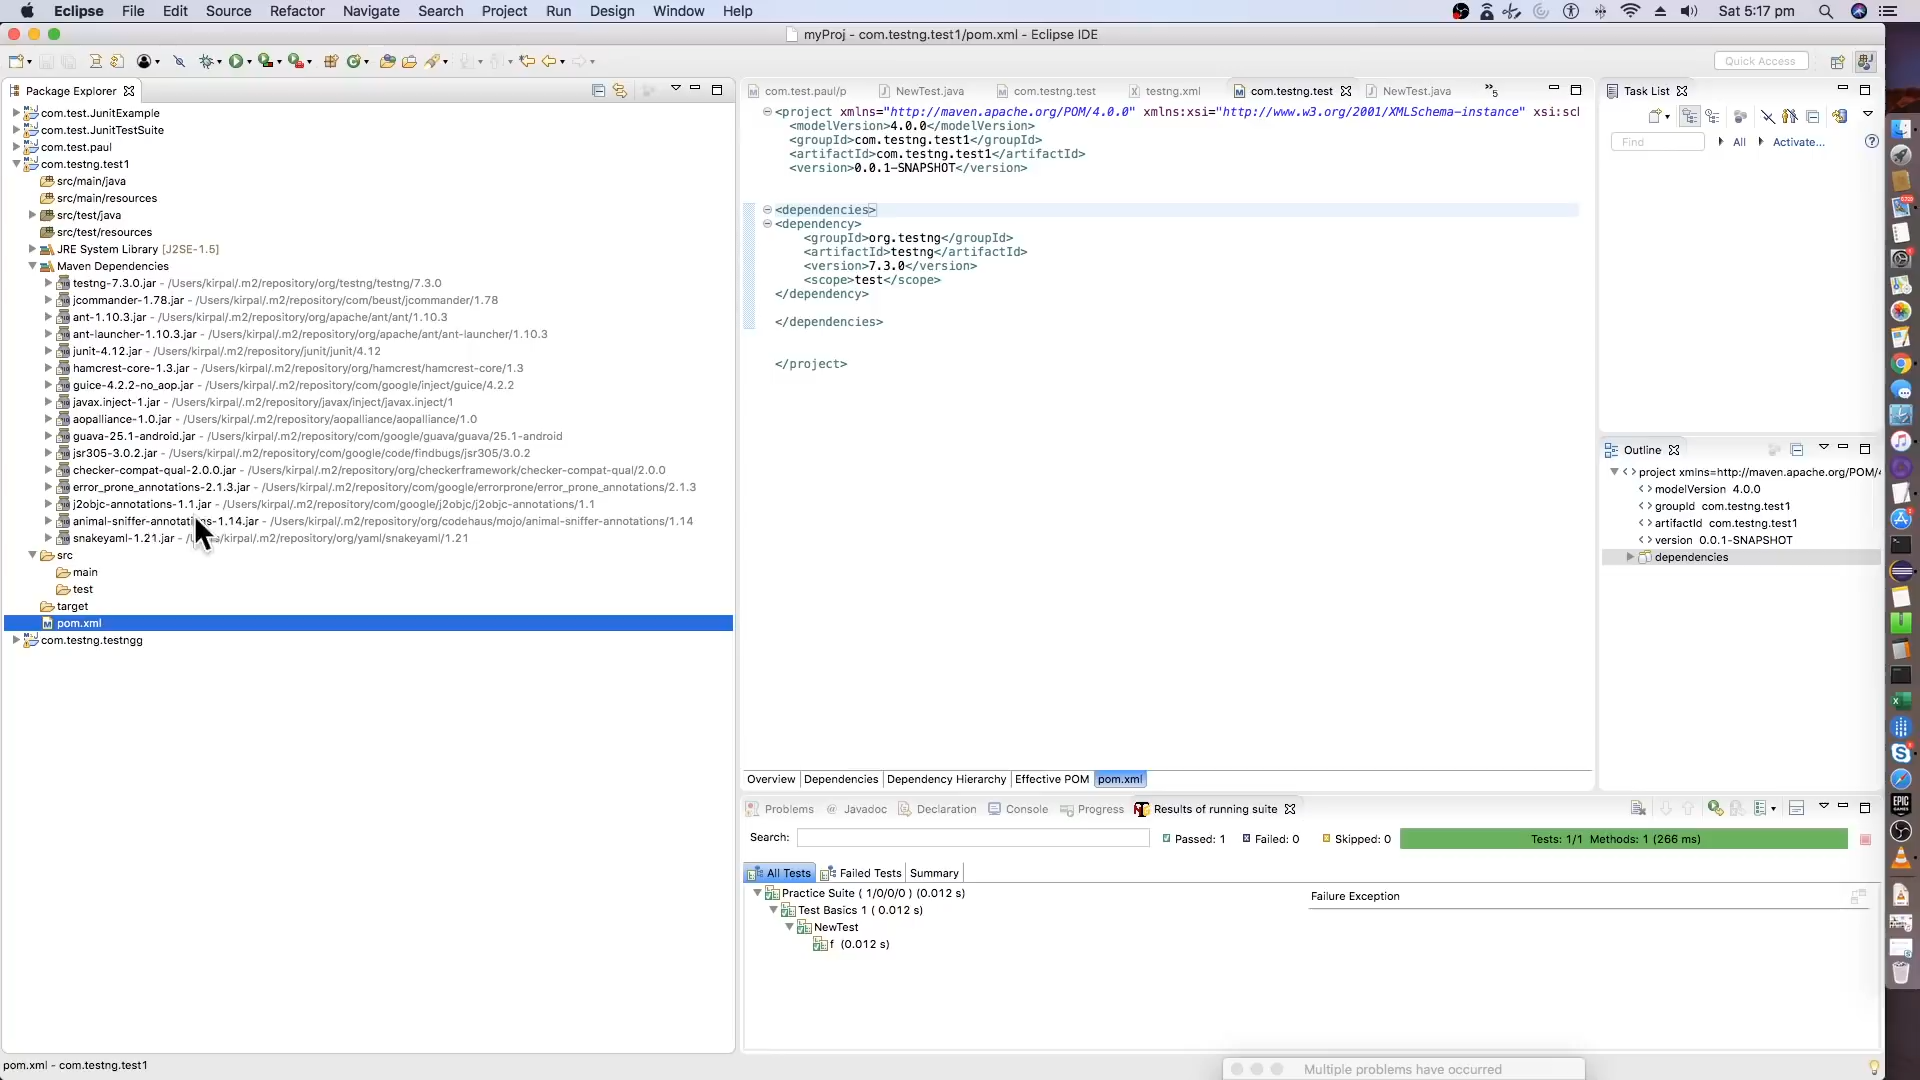 Eclipse File Edit Source Refactor Navigate Search Project Run Design Window Help Sat 5:17 pm
myProj - com.testng.test1/pom.xml - Eclipse IDE
Quick Access
Package Explorer
com.test.JunitExample
com.test.JunitTestSuite
com.test.paul
com.testng.test1
src/main/java
src/main/resources
src/test/java
src/test/resources
JRE System Library [J2SE-1.5]
Maven Dependencies
testng-7.3.0.jar - /Users/kirpal/.m2/repository/org/testng/testng/7.3.0
jcommander-1.78.jar - /Users/kirpal/.m2/repository/com/beust/jcommander/1.78
ant-1.10.3.jar - /Users/kirpal/.m2/repository/org/apache/ant/ant/1.10.3
ant-launcher-1.10.3.jar - /Users/kirpal/.m2/repository/org/apache/ant/ant-launcher/1.10.3
junit-4.12.jar - /Users/kirpal/.m2/repository/junit/junit/4.12
hamcrest-core-1.3.jar - /Users/kirpal/.m2/repository/org/hamcrest/hamcrest-core/1.3
guice-4.2.2-no_aop.jar - /Users/kirpal/.m2/repository/com/google/inject/guice/4.2.2
javax.inject-1.jar - /Users/kirpal/.m2/repository/javax/inject/javax.inject/1
aopalliance-1.0.jar - /Users/kirpal/.m2/repository/aopalliance/aopalliance/1.0
guava-25.1-android.jar - /Users/kirpal/.m2/repository/com/google/guava/guava/25.1-android
jsr305-3.0.2.jar - /Users/kirpal/.m2/repository/com/google/code/findbugs/jsr305/3.0.2
checker-compat-qual-2.0.0.jar - /Users/kirpal/.m2/repository/org/checkerframework/checker-compat-qual/2.0.0
error_prone_annotations-2.1.3.jar - /Users/kirpal/.m2/repository/com/google/errorprone/error_prone_annotations/2.1.3
j2objc-annotations-1.1.jar - /Users/kirpal/.m2/repository/com/google/j2objc/j2objc-annotations/1.1
animal-sniffer-annotations-1.14.jar - /Users/kirpal/.m2/repository/org/codehaus/mojo/animal-sniffer-annotations/1.14
snakeyaml-1.21.jar - /Users/kirpal/.m2/repository/org/yaml/snakeyaml/1.21
src
main
test
target
pom.xml
com.testng.testngg
com.test.paul/p NewTest.java com.testng.test testng.xml com.testng.test NewTest.java »5
<project xmlns="http://maven.apache.org/POM/4.0.0" xmlns:xsi="http://www.w3.org/2001/XMLSchema-instance" xsi:scl
<modelVersion>4.0.0</modelVersion>
<groupId>com.testng.test1</groupId>
<artifactId>com.testng.test1</artifactId>
<version>0.0.1-SNAPSHOT</version>
<dependencies>
<dependency>
<groupId>org.testng</groupId>
<artifactId>testng</artifactId>
<version>7.3.0</version>
<scope>test</scope>
</dependency>
</dependencies>
</project>
Overview Dependencies Dependency Hierarchy Effective POM pom.xml
Task List
Find All Activate...
Outline
project xmlns=http://maven.apache.org/POM/4
modelVersion 4.0.0
groupId com.testng.test1
artifactId com.testng.test1
version 0.0.1-SNAPSHOT
dependencies
Problems Javadoc Declaration Console Progress Results of running suite
Search: Passed: 1 Failed: 0 Skipped: 0 Tests: 1/1 Methods: 1 (266 ms)
All Tests Failed Tests Summary
Practice Suite ( 1/0/0/0 ) (0.012 s)
Test Basics 1 ( 0.012 s)
NewTest
f (0.012 s)
Failure Exception
pom.xml - com.testng.test1
Multiple problems have occurred
EPIC
GAMES